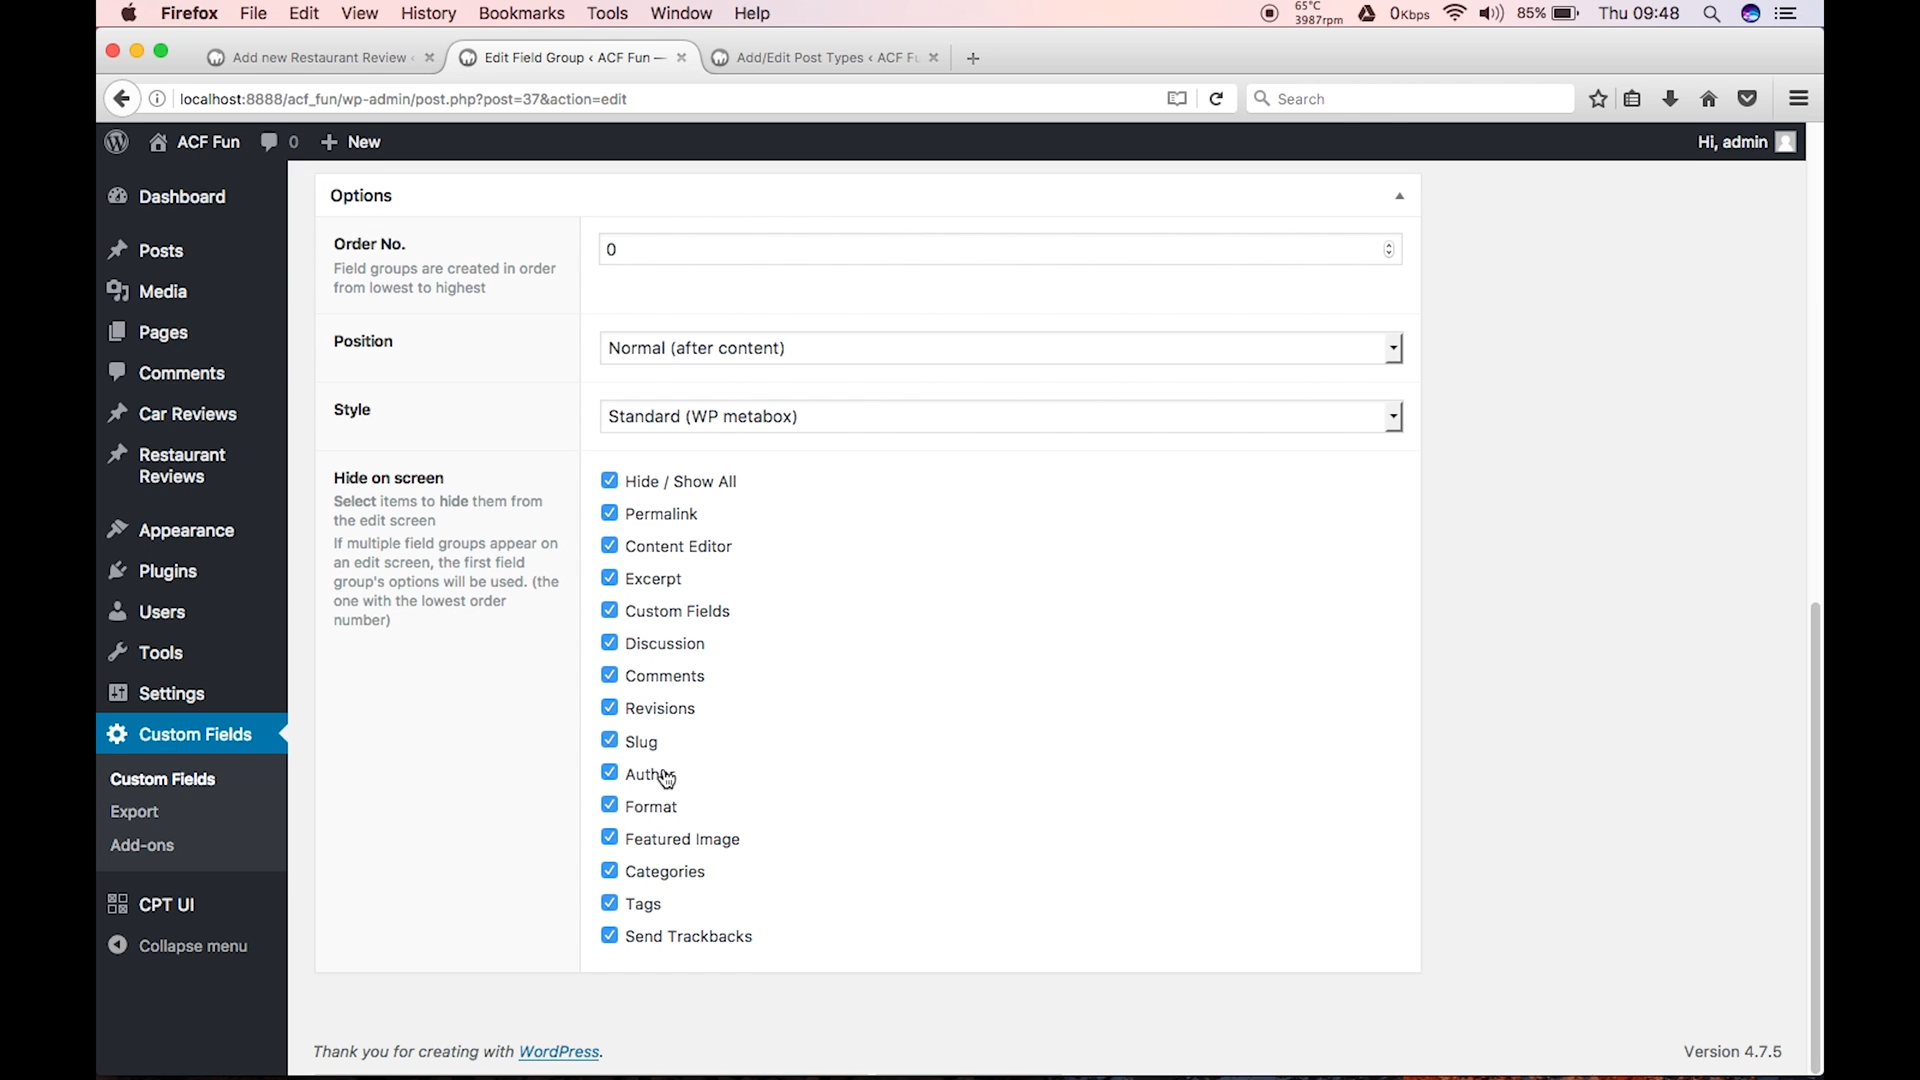 Firefox File Edit View History Bookmarks Tools Window Help
65°C
3987rpm
0Kbps
85%
Thu 09:48
Add new Restaurant Review ‹
Edit Field Group ‹ ACF Fun —
Add/Edit Post Types ‹ ACF Fu
localhost:8888/acf_fun/wp-admin/post.php?post=37&action=edit
Search
ACF Fun
0
New
Hi, admin
Dashboard
Posts
Media
Pages
Comments
Car Reviews
Restaurant
Reviews
Appearance
Plugins
Users
Tools
Settings
Custom Fields
Custom Fields
Export
Add-ons
CPT UI
Collapse menu
Options
Order No.
Field groups are created in order
from lowest to highest
0
Position
Normal (after content)
Style
Standard (WP metabox)
Hide on screen
Select items to hide them from
the edit screen
If multiple field groups appear on
an edit screen, the first field
group's options will be used. (the
one with the lowest order
number)
Hide / Show All
Permalink
Content Editor
Excerpt
Custom Fields
Discussion
Comments
Revisions
Slug
Author
Format
Featured Image
Categories
Tags
Send Trackbacks
Thank you for creating with WordPress.
Version 4.7.5